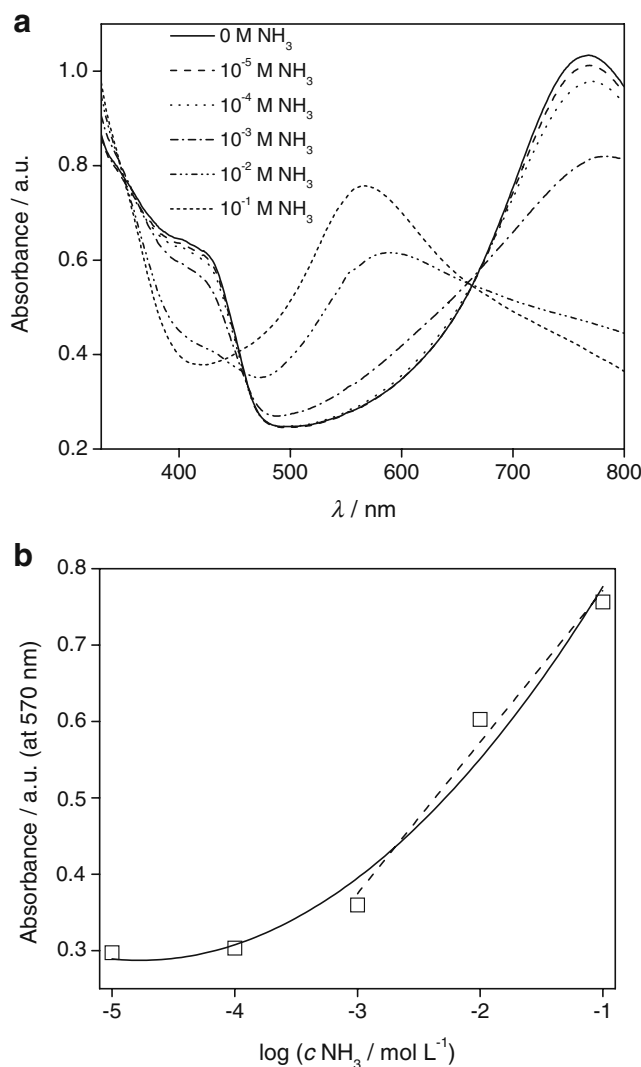 a
0 M NH₃
10⁻⁵ M NH₃
10⁻⁴ M NH₃
10⁻³ M NH₃
10⁻² M NH₃
10⁻¹ M NH₃
1.0
0.8
0.6
0.4
0.2
Absorbance / a.u.
400 500 600 700 800
λ / nm
b
0.8
0.7
0.6
0.5
0.4
0.3
Absorbance / a.u. (at 570 nm)
-5 -4 -3 -2 -1
log (c NH₃ / mol L⁻¹)